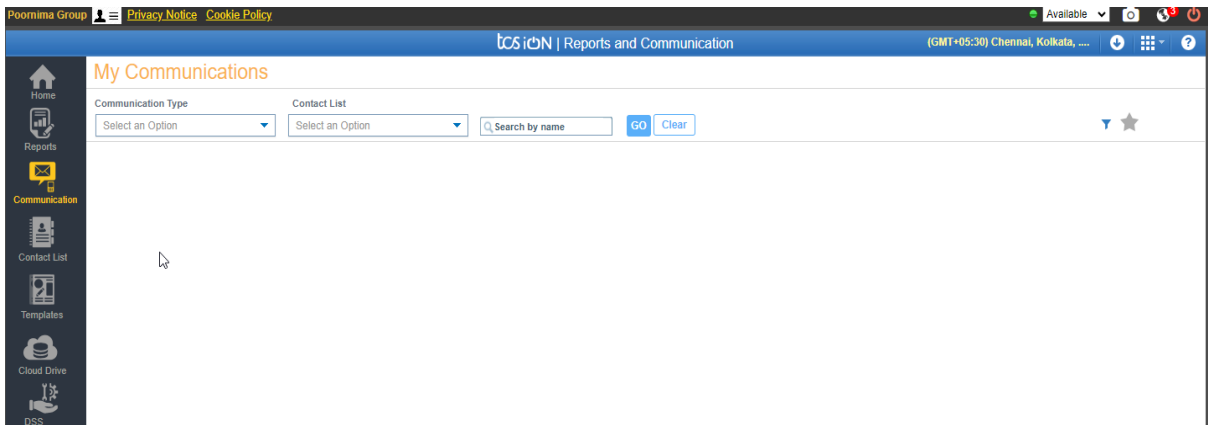 Poornima Group Privacy Notice Cookie Policy Available 3
tcs iON | Reports and Communication (GMT+05:30) Chennai, Kolkata, .... ?
Home
My Communications
Communication Type Contact List
Select an Option Select an Option Search by name GO Clear
Reports
Communication
Contact List
Templates
Cloud Drive
DSS